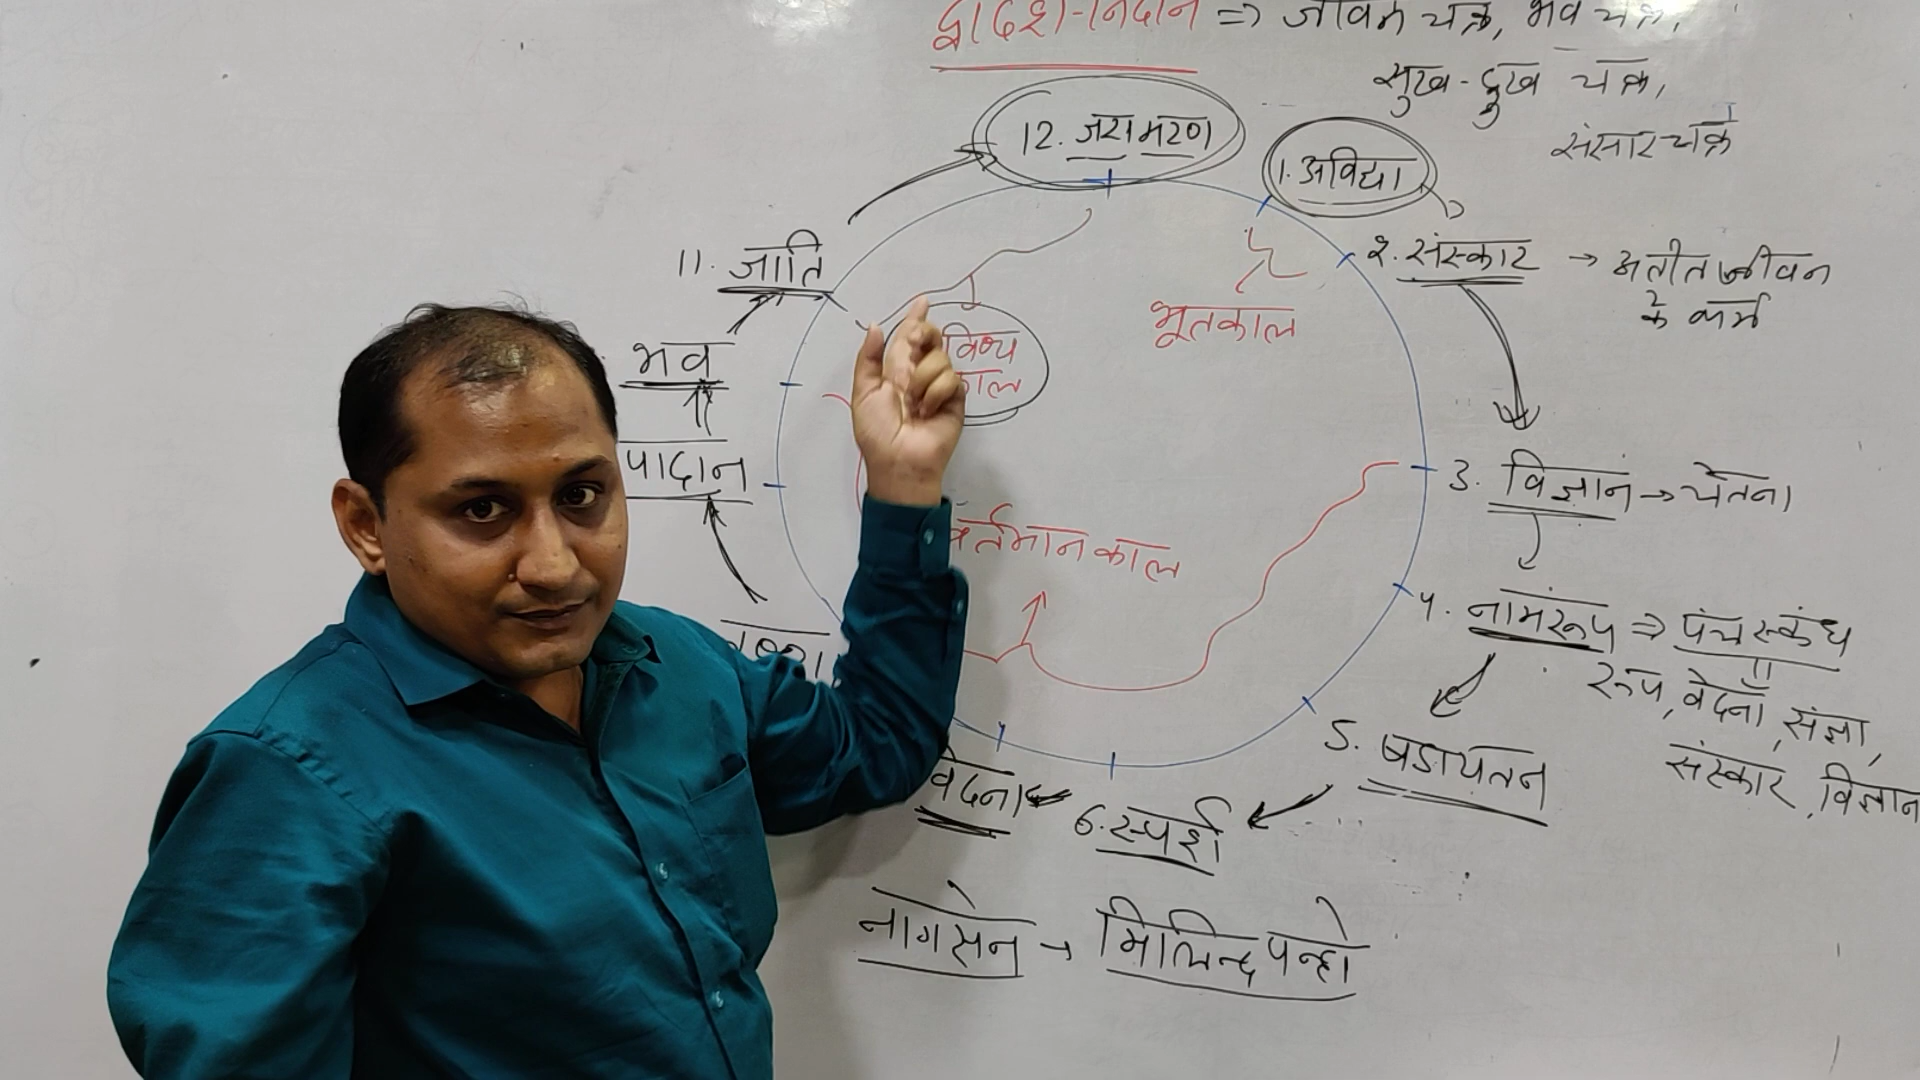 द्वादश-निदान => जीवन चक्र, भव चक्र,
सुख-दुख चक्र,
संसार चक्र
12. जरामरण
1. अविद्या
2. संस्कार → अतीत जीवन
के कर्म
11. जाति
भूतकाल
भव
पादान
3. विज्ञान → चेतना
वर्तमान काल
4. नामरूप => पंचस्कंध
रूप, वेदना, संज्ञा,
संस्कार, विज्ञान
5. षडायतन
वेदना
6. स्पर्श
नागसेन → मिलिन्दपन्हो